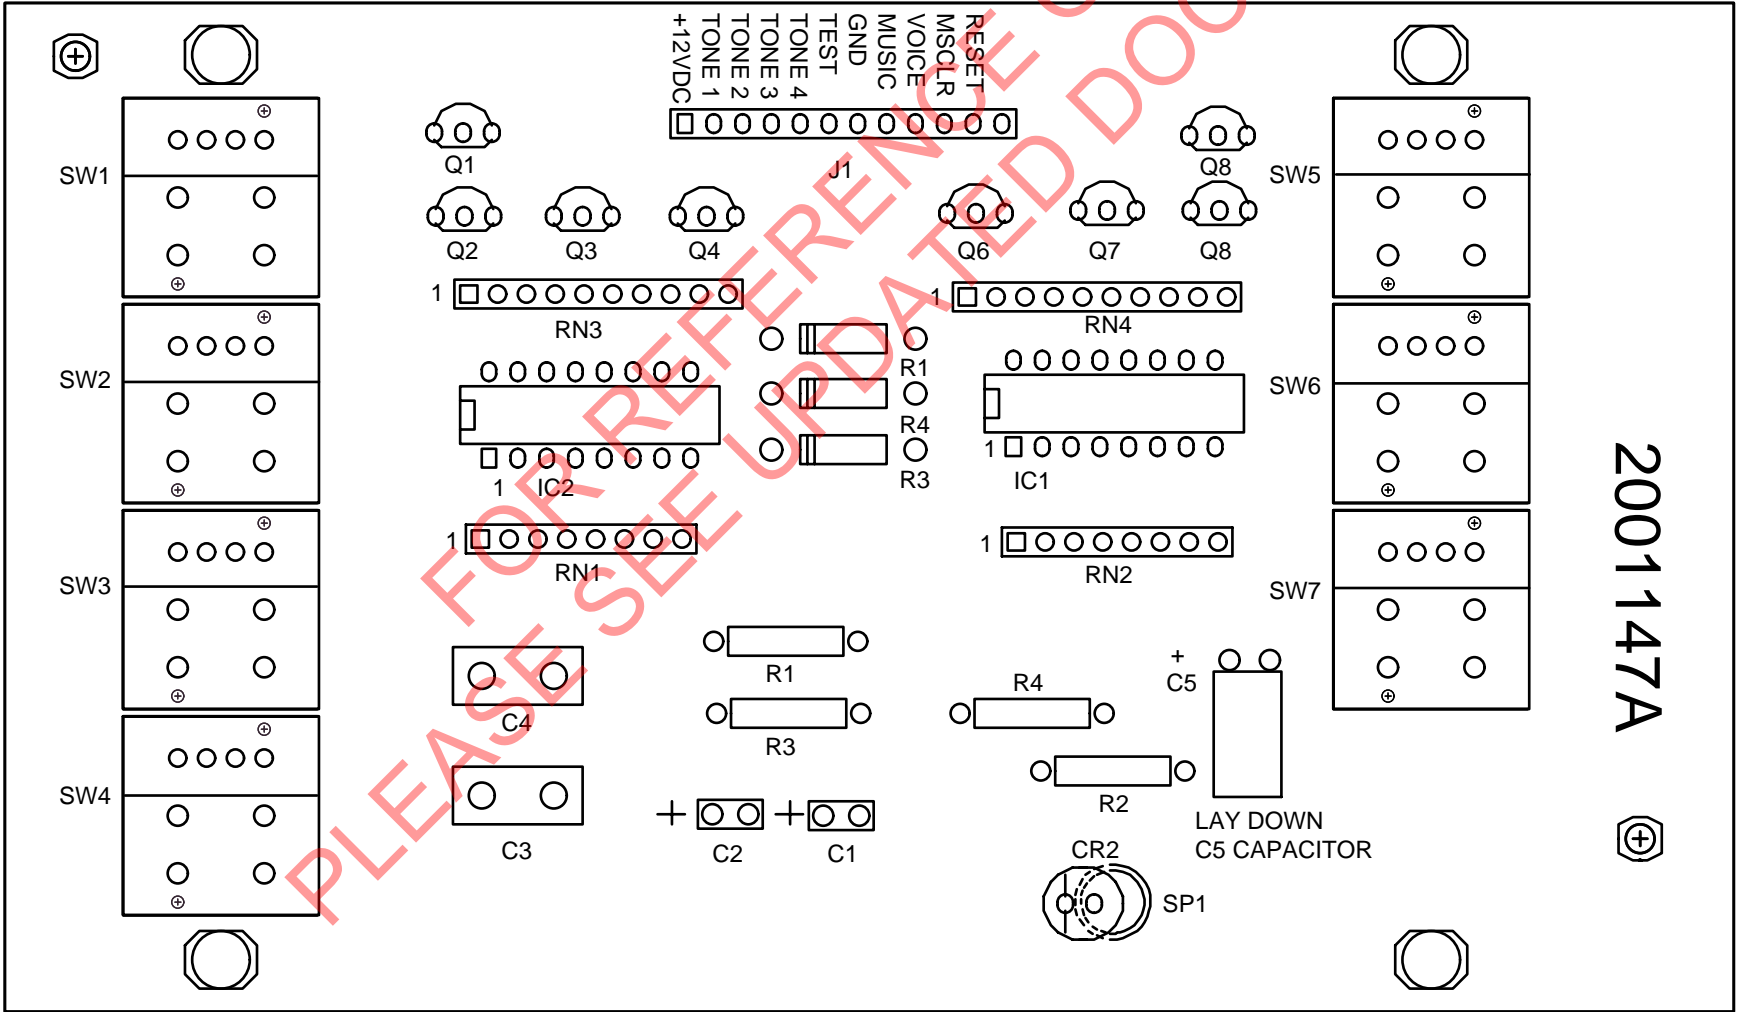 +12VDC
TONE 1
TONE 2
TONE 3
TONE 4
TEST
GND
MUSIC
VOICE
MSCLR
RESET
J1
SW1
Q1
Q8
SW5
Q2
Q3
Q4
Q6
Q7
Q8
1
RN3
1
RN4
SW2
R1
SW6
R4
R3
1
IC2
1
IC1
1
RN1
1
RN2
SW3
SW7
2001147A
R1
R4
+
C5
C4
R3
SW4
R2
LAY DOWN
C5 CAPACITOR
C3
+
C2
+
C1
CR2
SP1
FOR REFERENCE
PLEASE SEE UPDATED DOC